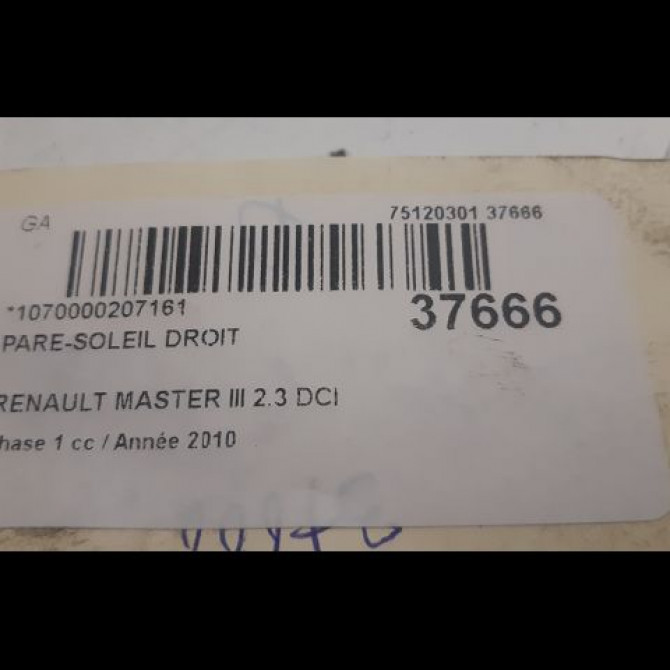 GA
75120301 37666
*1070000207161
37666
PARE-SOLEIL DROIT
RENAULT MASTER III 2.3 DCI
hase 1 cc / Année 2010